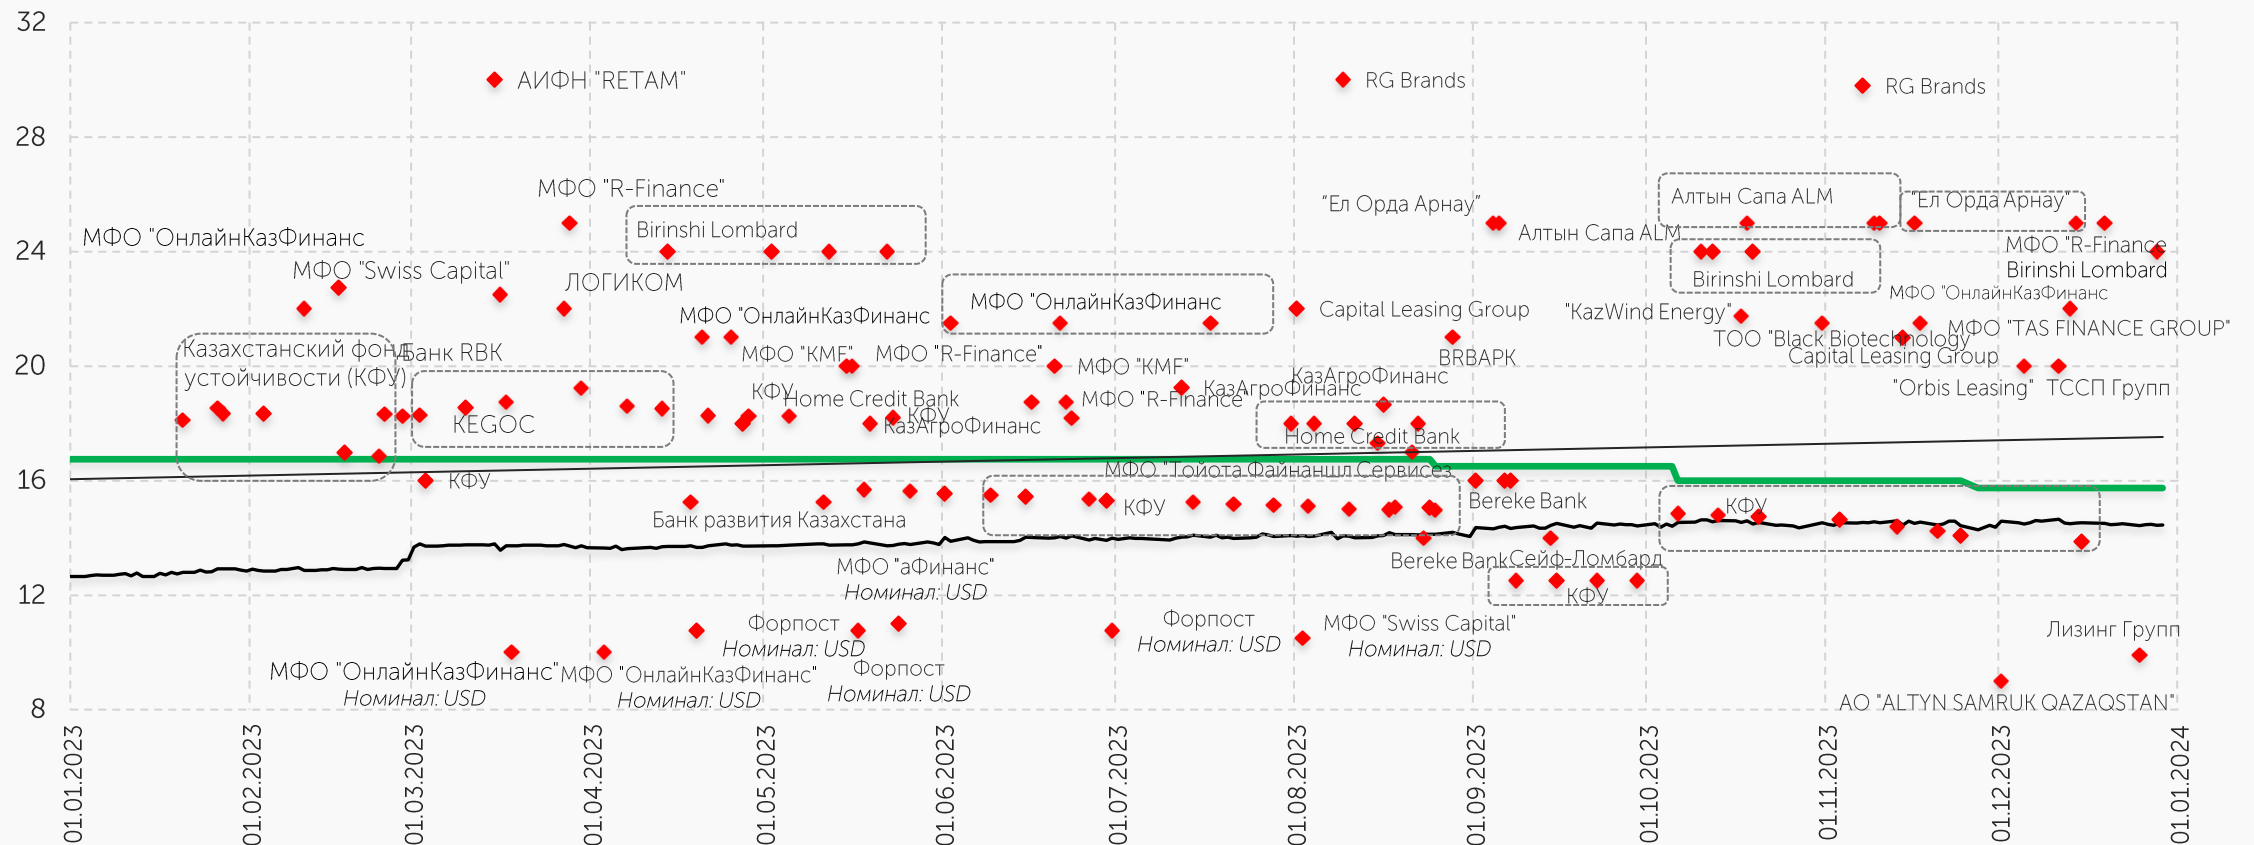 32
АИФН "RETAM"
RG Brands
RG Brands
28
МФО "R-Finance"
"Ел Орда Арнау"
Алтын Сапа ALM
"Ел Орда Арнау"
Birinshi Lombard
Алтын Сапа ALM
МФО "ОнлайнКазФинанс
24
МФО "R-Finance
Birinshi Lombard
МФО "Swiss Capital"
ЛОГИКОМ
Birinshi Lombard
МФО "ОнлайнКазФинанс
МФО "ОнлайнКазФинанс
МФО "ОнлайнКазФинанс
Capital Leasing Group
"KazWind Energy"
МФО "TAS FINANCE GROUP"
ТОО "Black Biotechnology"
Казахстанский фонд
устойчивости (КФУ)
Банк RBK
МФО "KMF"
МФО "R-Finance"
BRBAPK
Capital Leasing Group
20
МФО "KMF"
КазАгроФинанс
КазАгроФинанс
"Orbis Leasing"
ТССП Групп
КФУ
Home Credit Bank
МФО "R-Finance"
KEGOC
КФУ
КазАгроФинанс
Home Credit Bank
МФО "Тойота Файнаншл Сервисез
16
КФУ
КФУ
Bereke Bank
КФУ
Банк развития Казахстана
Bereke Bank
Сейф-Ломбард
МФО "аФинанс"
Номинал: USD
12
КФУ
Форпост
Номинал: USD
Форпост
Номинал: USD
МФО "Swiss Capital"
Номинал: USD
Лизинг Групп
МФО "ОнлайнКазФинанс"
Номинал: USD
МФО "ОнлайнКазФинанс"
Номинал: USD
Форпост
Номинал: USD
АО "ALTYN SAMRUK QAZAQSTAN"
8
01.01.2023
01.02.2023
01.03.2023
01.04.2023
01.05.2023
01.06.2023
01.07.2023
01.08.2023
01.09.2023
01.10.2023
01.11.2023
01.12.2023
01.01.2024